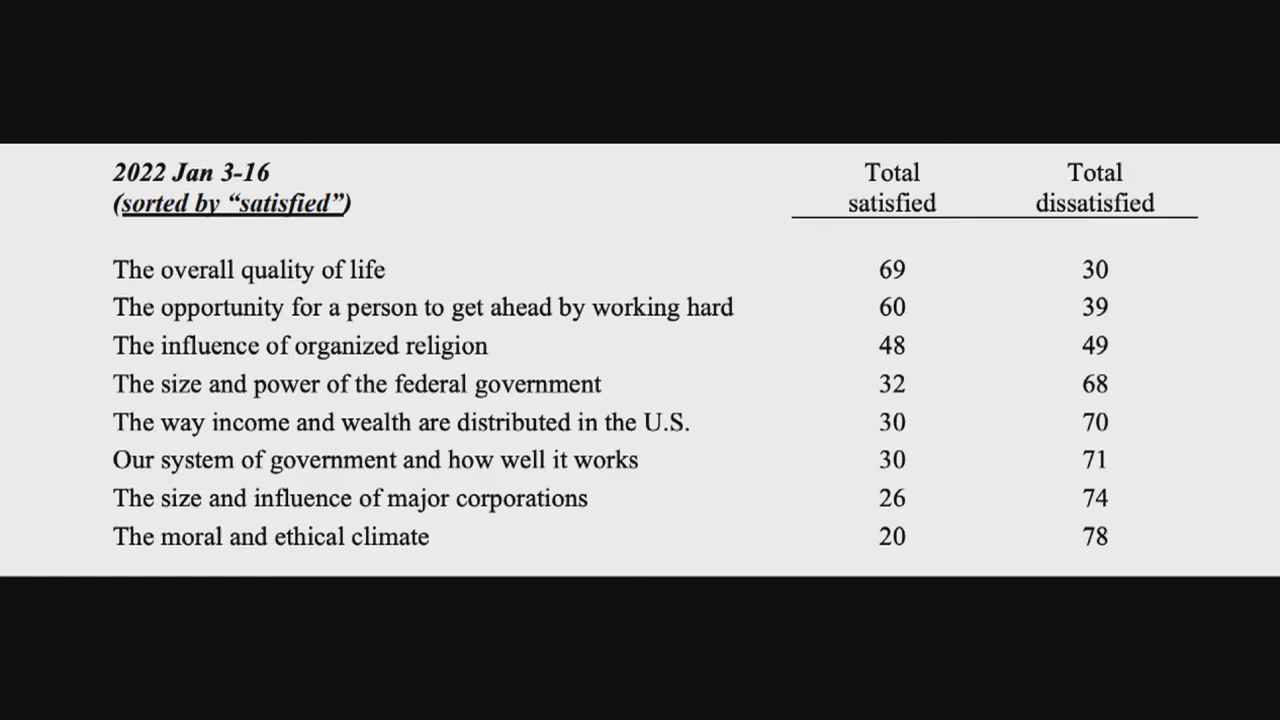 2022 Jan 3-16 Total Total
(sorted by “satisfied”) satisfied dissatisfied
The overall quality of life 69 30
The opportunity for a person to get ahead by working hard 60 39
The influence of organized religion 48 49
The size and power of the federal government 32 68
The way income and wealth are distributed in the U.S. 30 70
Our system of government and how well it works 30 71
The size and influence of major corporations 26 74
The moral and ethical climate 20 78